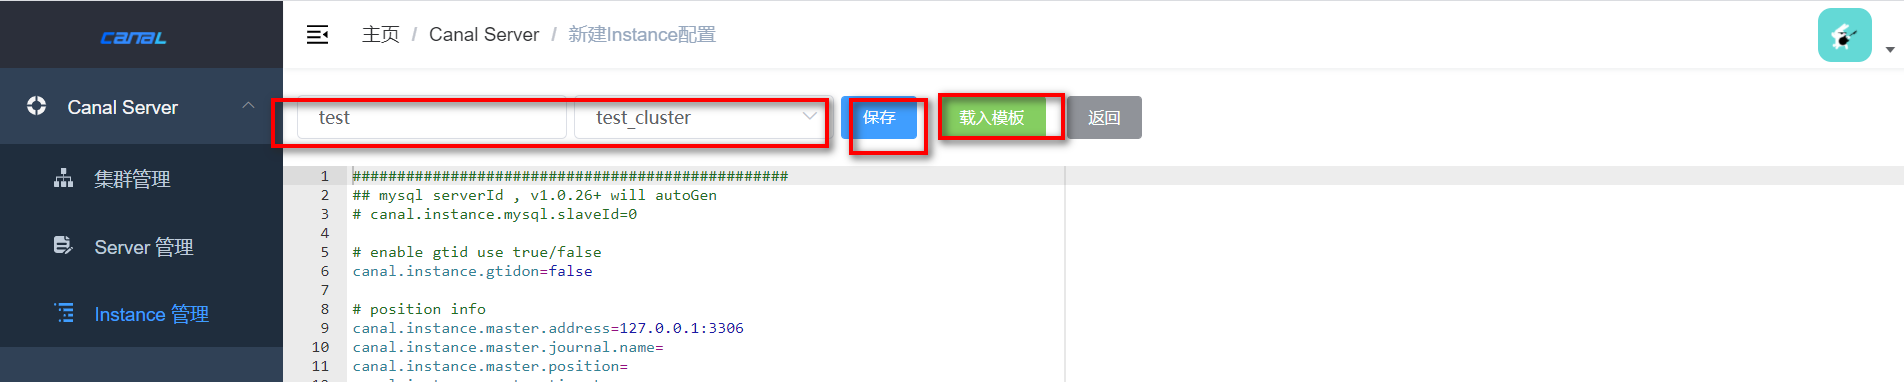 canal
主页 / Canal Server / 新建Instance配置
Canal Server
集群管理
Server 管理
Instance 管理
test
test_cluster
保存
载入模板
返回
1 #################################################
2 ## mysql serverId , v1.0.26+ will autoGen
3 # canal.instance.mysql.slaveId=0
4
5 # enable gtid use true/false
6 canal.instance.gtidon=false
7
8 # position info
9 canal.instance.master.address=127.0.0.1:3306
10 canal.instance.master.journal.name=
11 canal.instance.master.position=